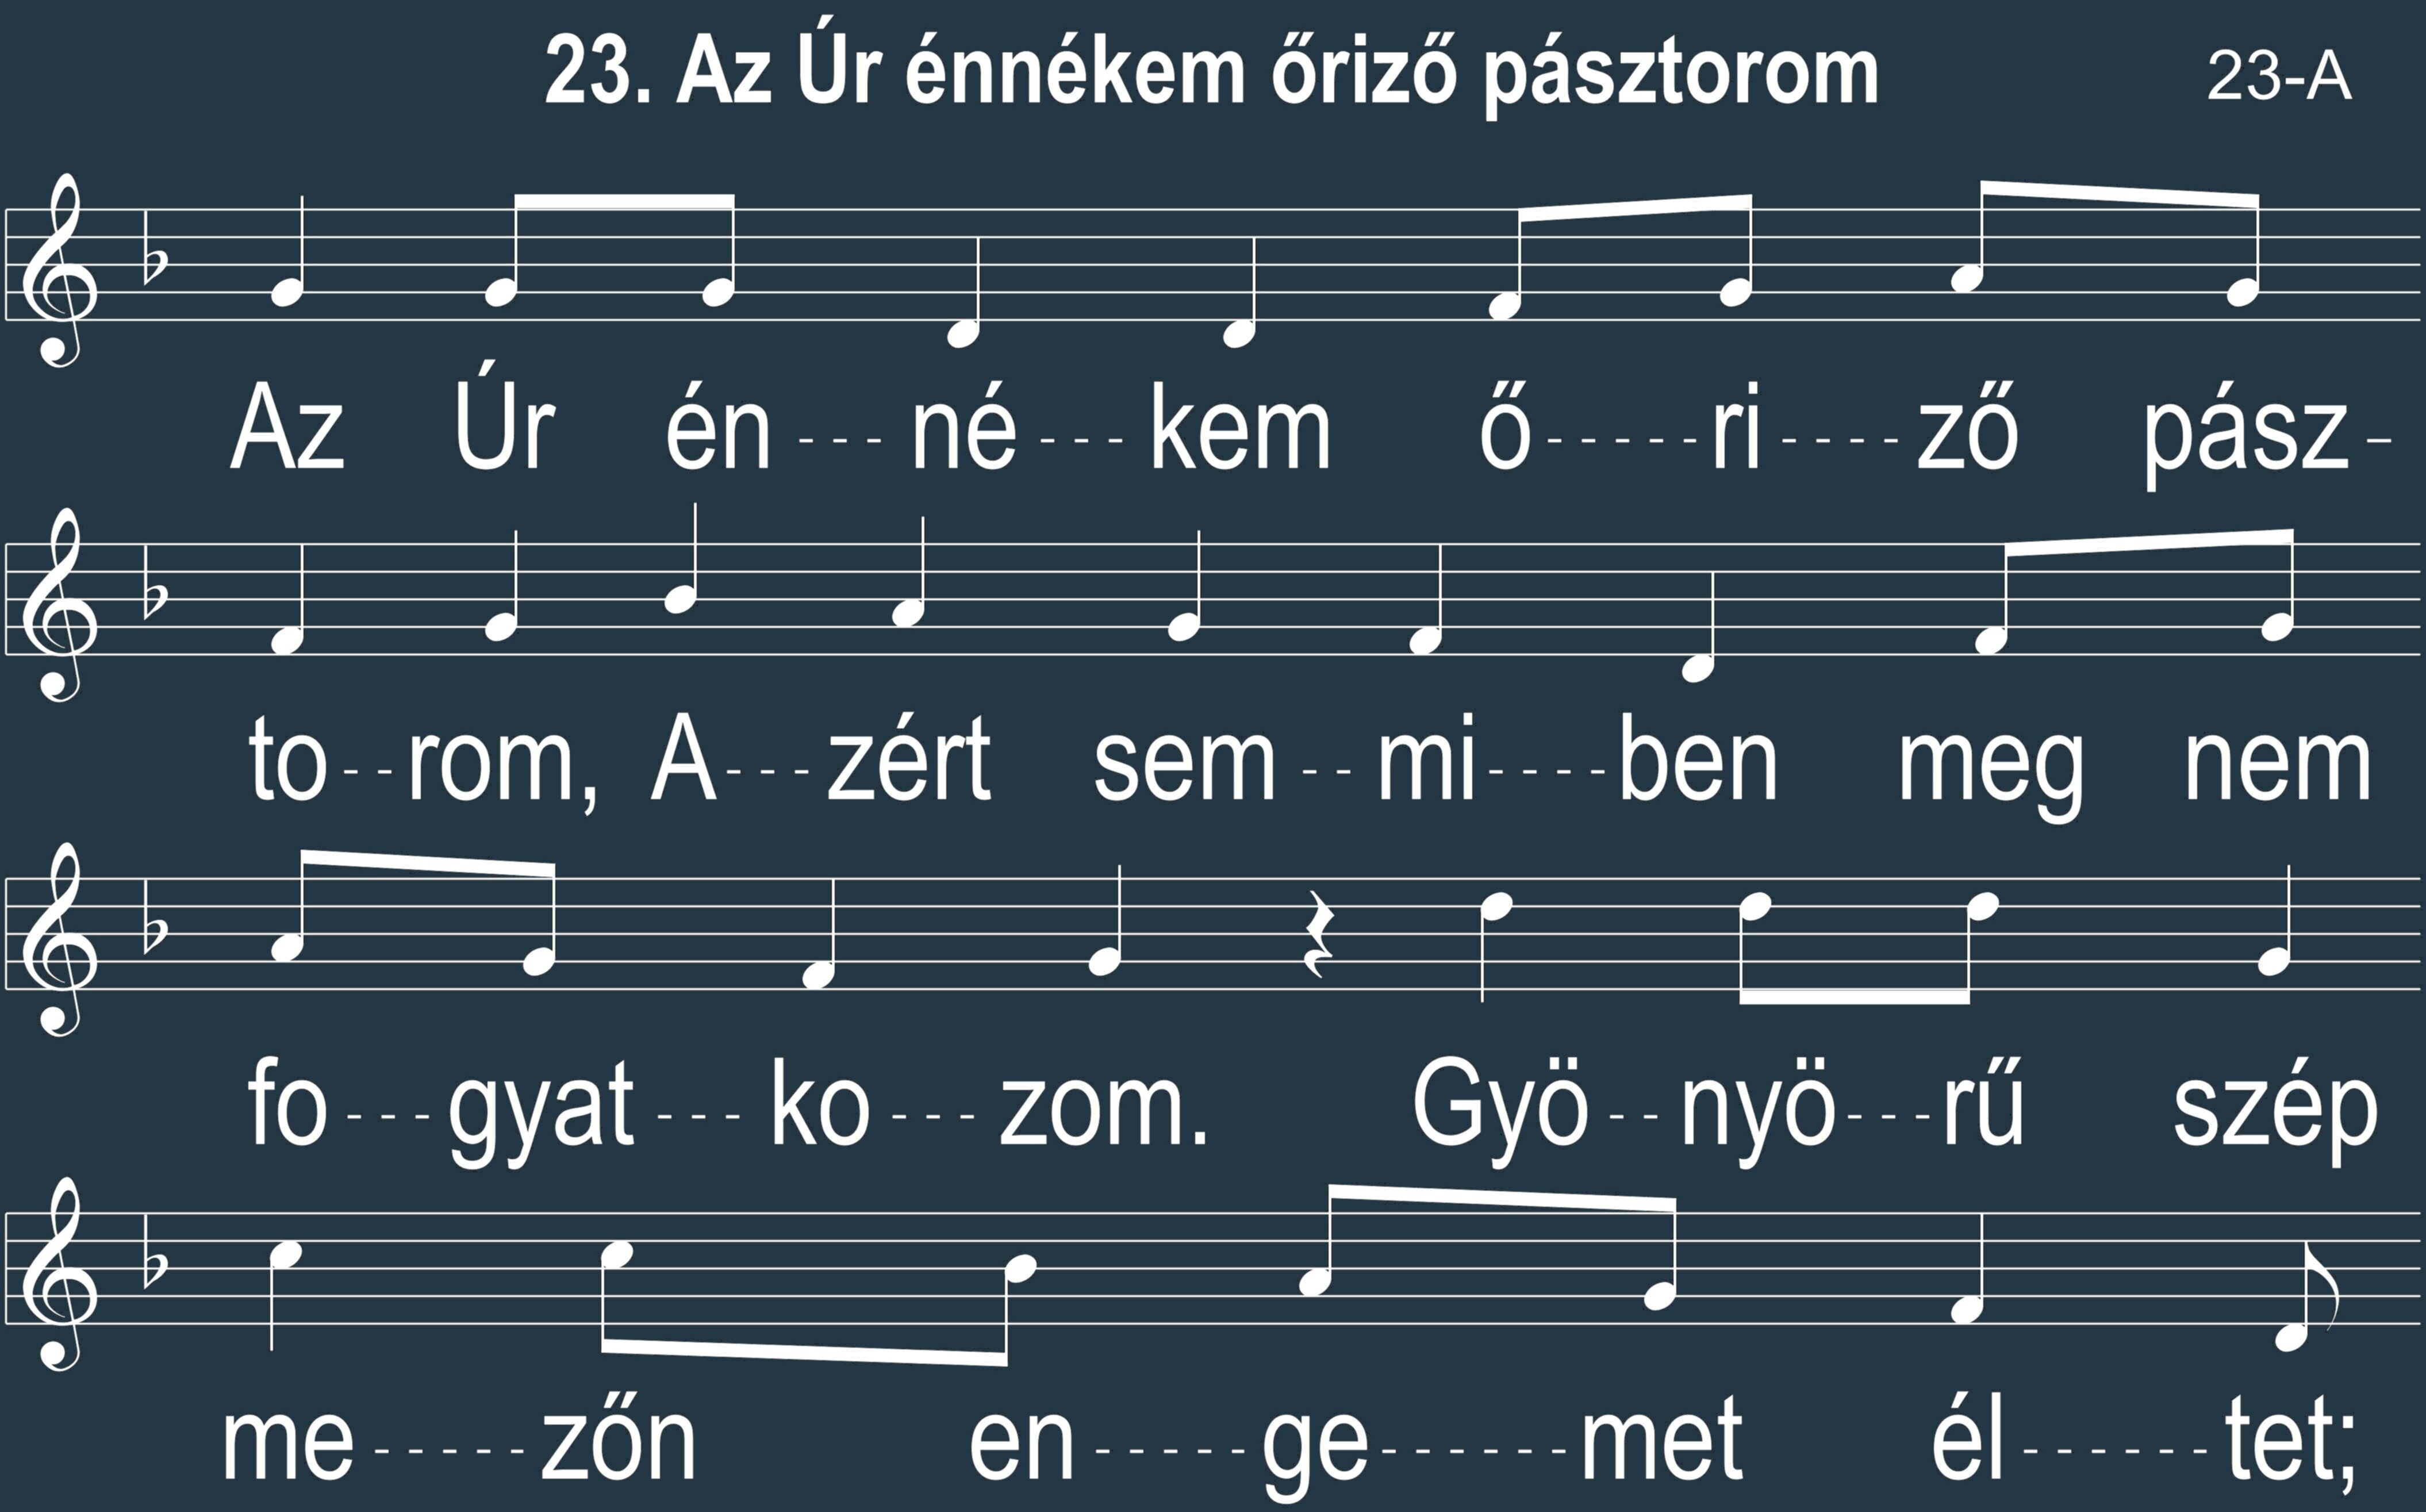 23. Az Úr énnékem őriző pásztorom 23-A
Az Úr én---né---kem ő-----ri----ző pász-
to--rom, A---zért sem--mi----ben meg nem
fo---gyat---ko---zom. Gyö--nyö---rű szép
me-----zőn en-----ge------met él------tet;